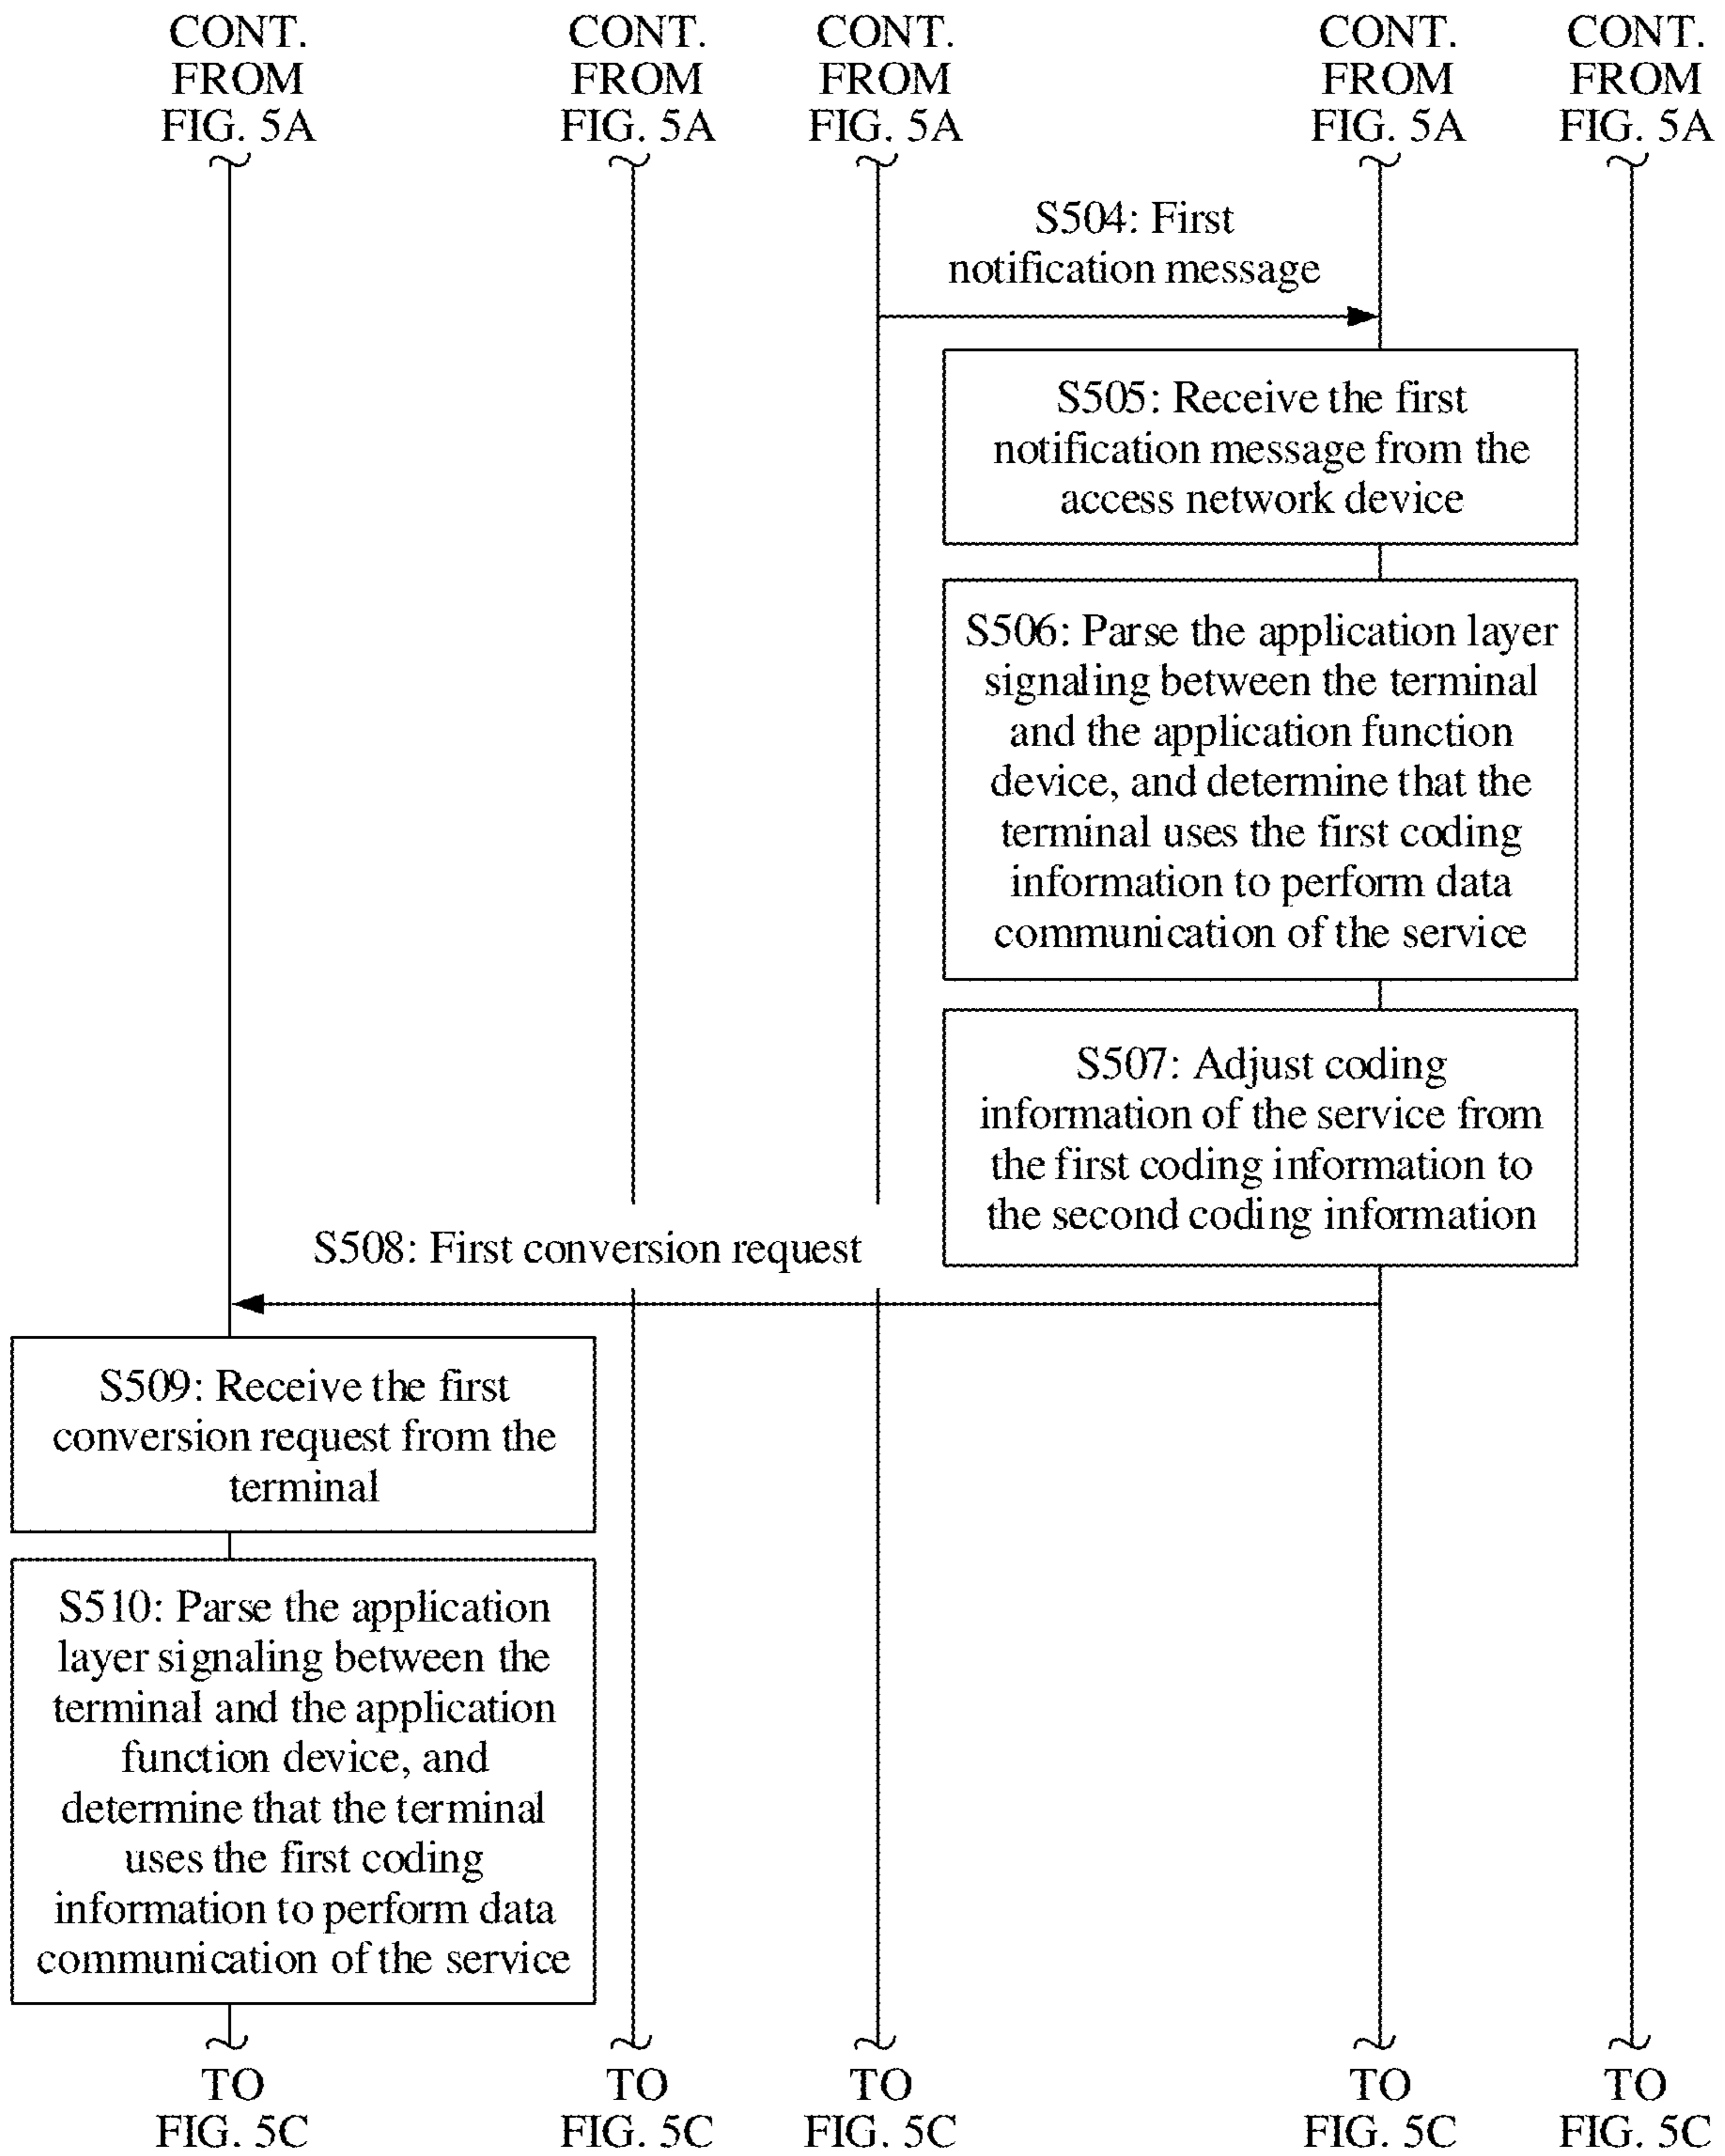 CONT.
FROM
FIG. 5A
CONT.
FROM
FIG. 5A
CONT.
FROM
FIG. 5A
CONT.
FROM
FIG. 5A
CONT.
FROM
FIG. 5A
S504: First
notification message
S505: Receive the first
notification message from the
access network device
S506: Parse the application layer
signaling between the terminal
and the application function
device, and determine that the
terminal uses the first coding
information to perform data
communication of the service
S507: Adjust coding
information of the service from
the first coding information to
the second coding information
S508: First conversion request
S509: Receive the first
conversion request from the
terminal
S510: Parse the application
layer signaling between the
terminal and the application
function device, and
determine that the terminal
uses the first coding
information to perform data
communication of the service
TO
FIG. 5C
TO
FIG. 5C
TO
FIG. 5C
TO
FIG. 5C
TO
FIG. 5C